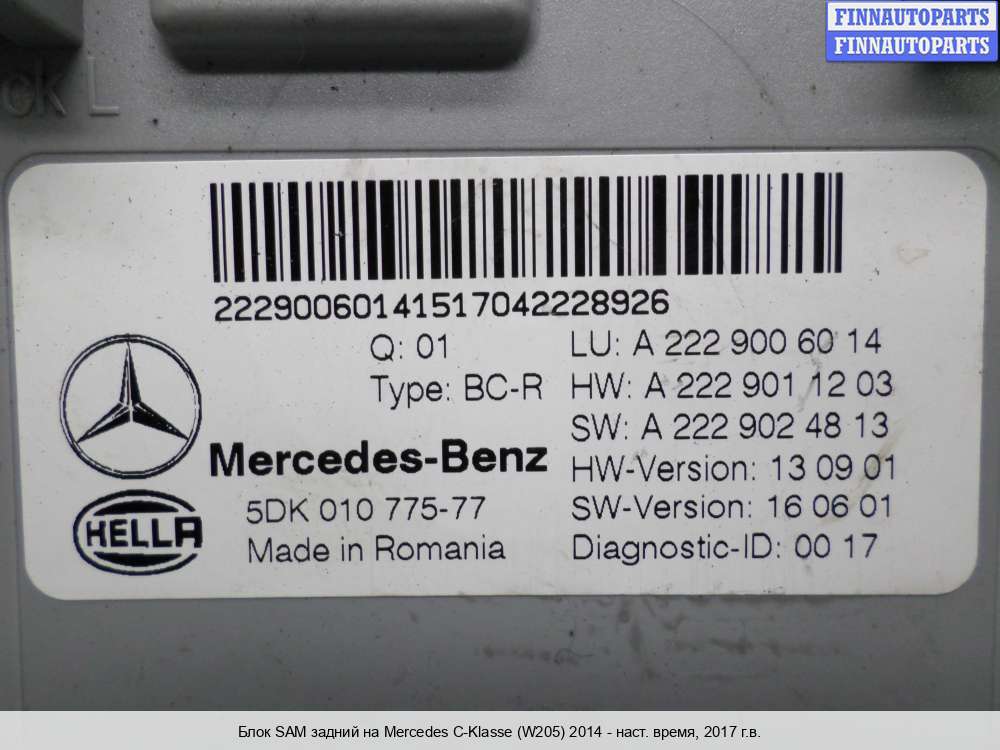 FINNAUTOPARTS
FINNAUTOPARTS
ck L
22290060141517042228926
Q: 01
LU: A 222 900 60 14
Type: BC-R
HW: A 222 901 12 03
SW: A 222 902 48 13
Mercedes-Benz
HW-Version: 13 09 01
5DK 010 775-77
SW-Version: 16 06 01
HELLA
Made in Romania
Diagnostic-ID: 00 17
Блок SAM задний на Mercedes C-Klasse (W205) 2014 - наст. время, 2017 г.в.